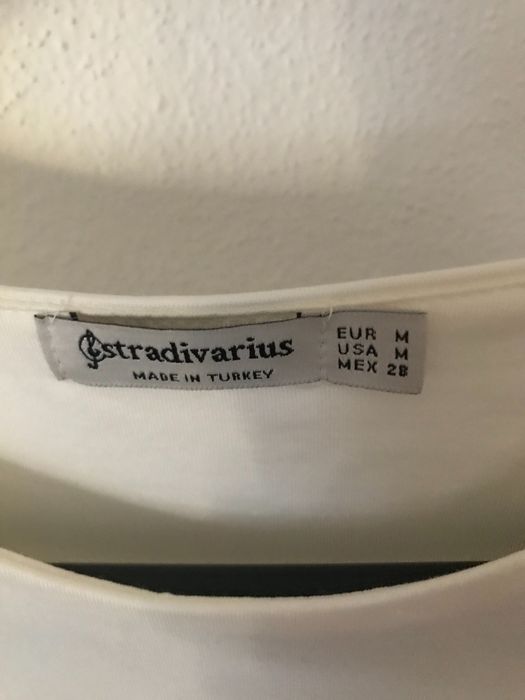 stradivarius
MADE IN TURKEY
EUR M
USA M
MEX 28